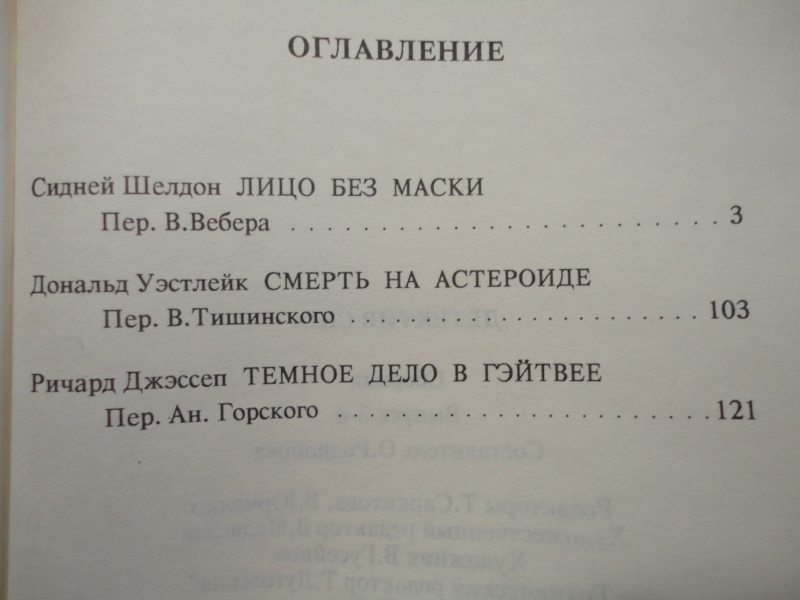 ОГЛАВЛЕНИЕ
Сидней Шелдон ЛИЦО БЕЗ МАСКИ
Пер. В.Вебера . . . . . . . . . . . . . . . . . . . . . . . . 3
Дональд Уэстлейк СМЕРТЬ НА АСТЕРОИДЕ
Пер. В.Тишинского . . . . . . . . . . . . . . . . . . . . 103
Ричард Джэссеп ТЕМНОЕ ДЕЛО В ГЭЙТВЕЕ
Пер. Ан. Горского . . . . . . . . . . . . . . . . . . . . . 121